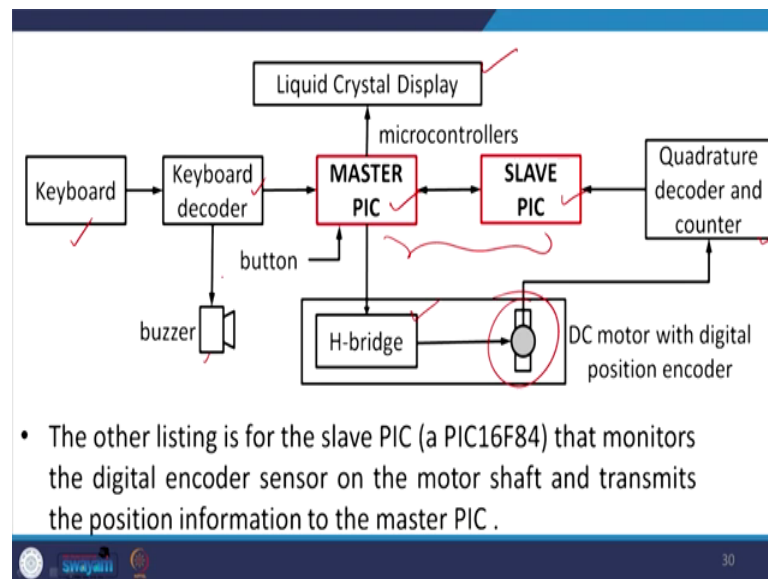 Liquid Crystal Display
microcontrollers
Keyboard
Keyboard
decoder
MASTER
PIC
SLAVE
PIC
Quadrature
decoder and
counter
button
buzzer
H-bridge
DC motor with digital
position encoder
• The other listing is for the slave PIC (a PIC16F84) that monitors
the digital encoder sensor on the motor shaft and transmits
the position information to the master PIC .
swayam
30